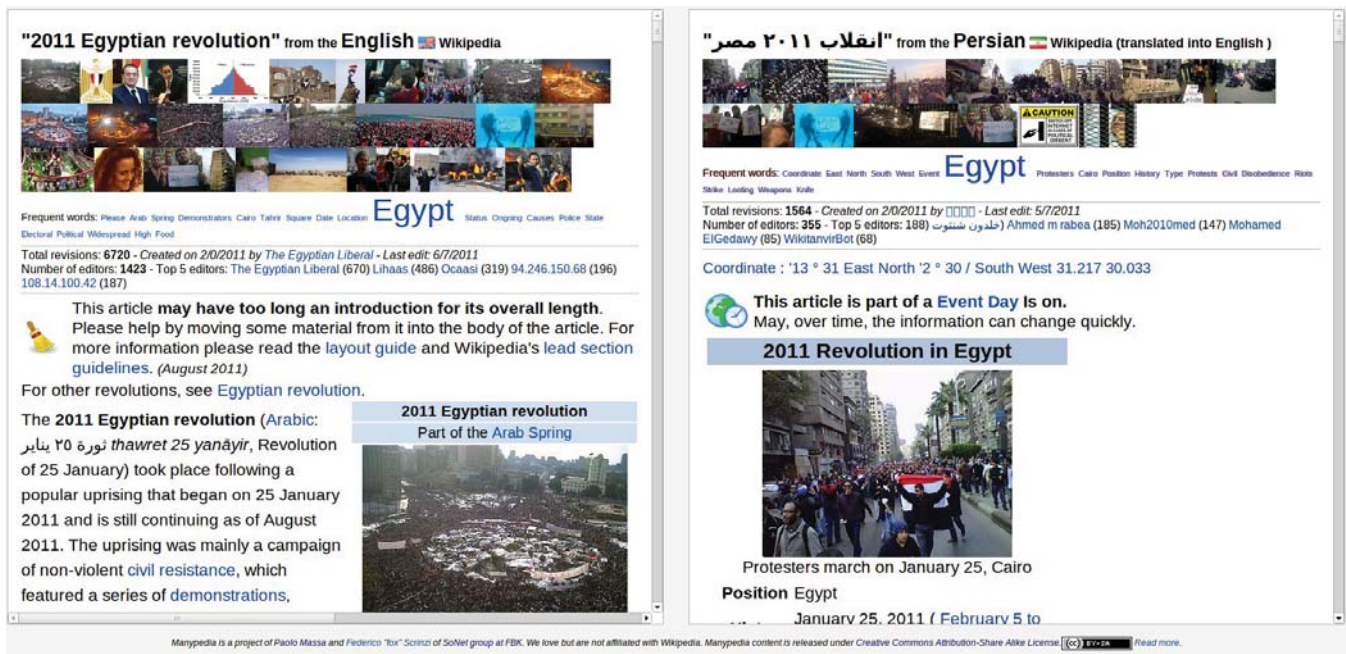 "2011 Egyptian revolution" from the English Wikipedia
Frequent words: Please Arab Spring Demonstrators Cairo Tahrir Square Date Location Egypt Status Ongoing Causes Police State
Electoral Political Widespread High Food
Total revisions: 6720 - Created on 2/0/2011 by The Egyptian Liberal - Last edit: 6/7/2011
Number of editors: 1423 - Top 5 editors: The Egyptian Liberal (670) Lihaas (486) Ocaasi (319) 94.246.150.68 (196)
108.14.100.42 (187)
This article may have too long an introduction for its overall length.
Please help by moving some material from it into the body of the article. For
more information please read the layout guide and Wikipedia's lead section
guidelines. (August 2011)
For other revolutions, see Egyptian revolution.
The 2011 Egyptian revolution (Arabic:
ثورة ٢٥ يناير thawret 25 yanāyir, Revolution
of 25 January) took place following a
popular uprising that began on 25 January
2011 and is still continuing as of August
2011. The uprising was mainly a campaign
of non-violent civil resistance, which
featured a series of demonstrations,
2011 Egyptian revolution
Part of the Arab Spring
"انقلاب ۲۰۱۱ مصر" from the Persian Wikipedia (translated into English )
CAUTION
Frequent words: Coordinate East North South West Event Egypt Protesters Cairo Position History Type Protests Civil Disobedience Riots
Strike Looting Weapons Knife
Total revisions: 1564 - Created on 2/0/2011 by - Last edit: 5/7/2011
Number of editors: 355 - Top 5 editors: خلدون شنتوت (188) Ahmed m rabea (185) Moh2010med (147) Mohamed
ElGedawy (85) WikitanvirBot (68)
Coordinate : '13 ° 31 East North '2 ° 30 / South West 31.217 30.033
This article is part of a Event Day Is on.
May, over time, the information can change quickly.
2011 Revolution in Egypt
Protesters march on January 25, Cairo
Position Egypt
January 25, 2011 ( February 5 to
Manypedia is a project of Paolo Massa and Federico "fox" Scrinzi of SoNet group at FBK. We love but are not affiliated with Wikipedia. Manypedia content is released under Creative Commons Attribution-Share Alike License. (cc) BY-SA Read more.